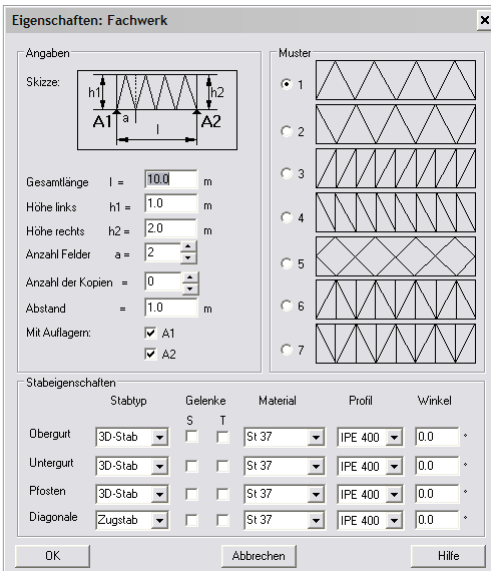 Eigenschaften: Fachwerk
Angaben
Skizze:
h1
h2
a
A1
l
A2
Gesamtlänge l = 10.0 m
Höhe links h1 = 1.0 m
Höhe rechts h2 = 2.0 m
Anzahl Felder a = 2
Anzahl der Kopien = 0
Abstand = 1.0 m
Mit Auflagern: A1
A2
Muster
1
2
3
4
5
6
7
Stabeigenschaften
Stabtyp Gelenke Material Profil Winkel
S T
Obergurt 3D-Stab St 37 IPE 400 0.0 °
Untergurt 3D-Stab St 37 IPE 400 0.0 °
Pfosten 3D-Stab St 37 IPE 400 0.0 °
Diagonale Zugstab St 37 IPE 400 0.0 °
OK Abbrechen Hilfe